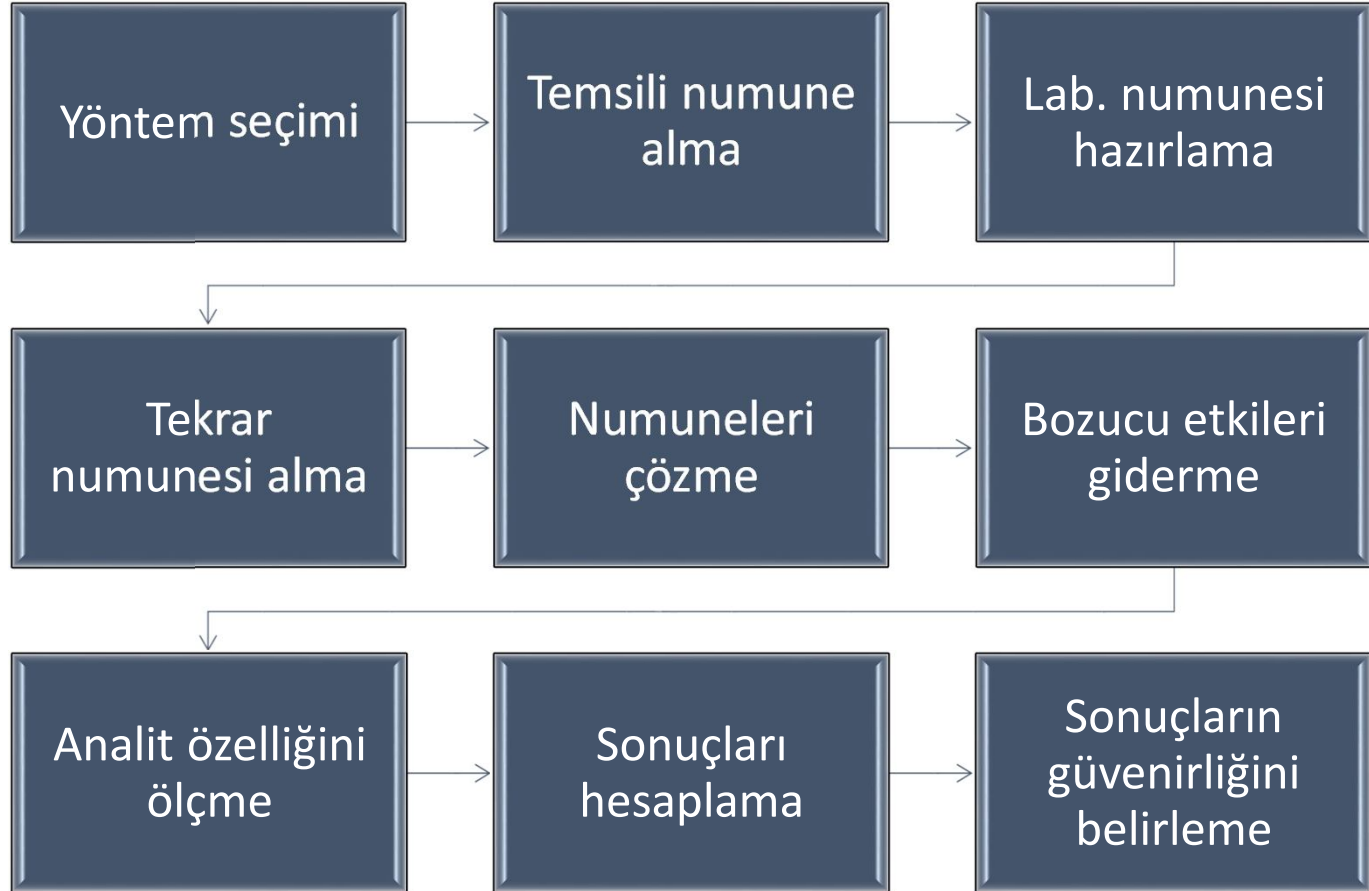 Yöntem seçimi
Temsili numune
alma
Lab. numunesi
hazırlama
Tekrar
numunesi alma
Numuneleri
çözme
Bozucu etkileri
giderme
Analit özelliğini
ölçme
Sonuçları
hesaplama
Sonuçların
güvenirliğini
belirleme